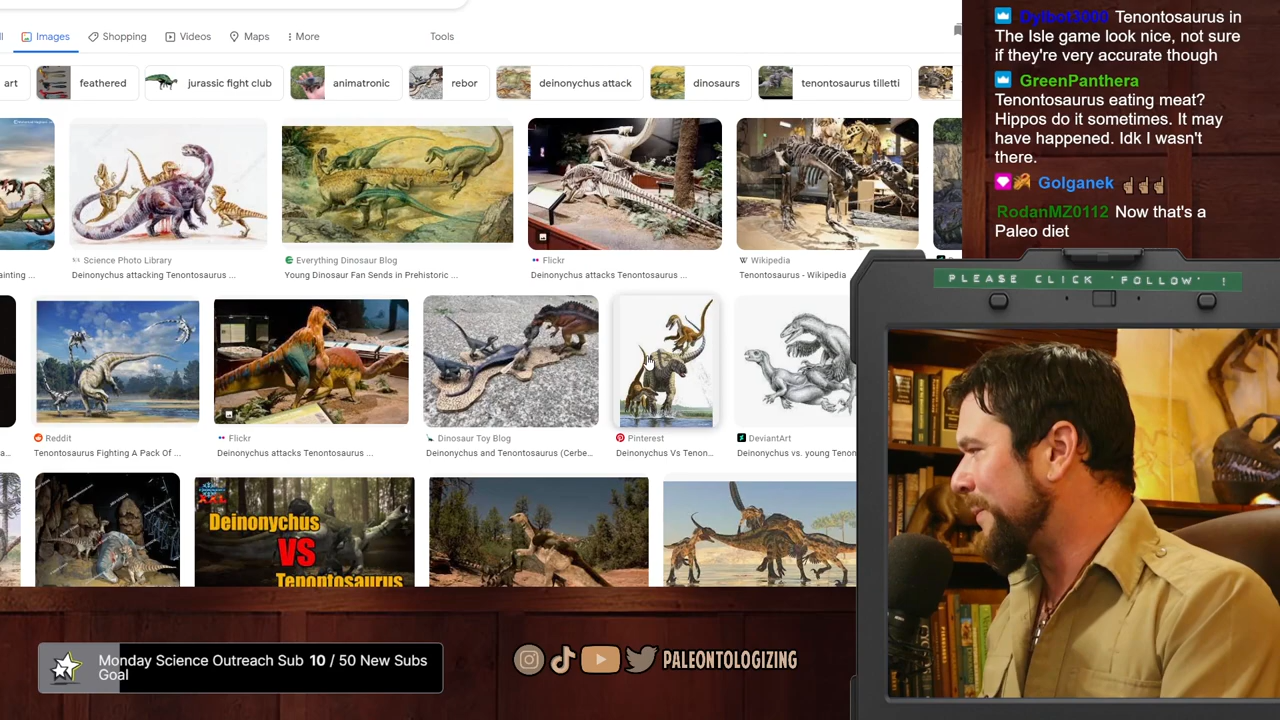 Images
Shopping
Videos
Maps
More
Tools
art
feathered
jurassic fight club
animatronic
rebor
deinonychus attack
dinosaurs
tenontosaurus tilletti
Science Photo Library
Everything Dinosaur Blog
Flickr
Wikipedia
ainting ...
Deinonychus attacking Tenontosaurus ...
Young Dinosaur Fan Sends in Prehistoric ...
Deinonychus attacks Tenontosaurus ...
Tenontosaurus - Wikipedia
Reddit
Flickr
Dinosaur Toy Blog
Pinterest
DeviantArt
Tenontosaurus Fighting A Pack Of ...
Deinonychus attacks Tenontosaurus ...
Deinonychus and Tenontosaurus (Cerbe...
Deinonychus Vs Tenon...
Deinonychus vs. young Tenon
XXL
Deinonychus
VS
Tenontosaurus
Dylbot3000 Tenontosaurus in
The Isle game look nice, not sure
if they're very accurate though
GreenPanthera
Tenontosaurus eating meat?
Hippos do it sometimes. It may
have happened. Idk I wasn't
there.
Golganek ☝🏽☝🏽☝🏽
RodanMZ0112 Now that's a
Paleo diet
PLEASE CLICK 'FOLLOW' !
Monday Science Outreach Sub 10 / 50 New Subs
Goal
PALEONTOLOGIZING